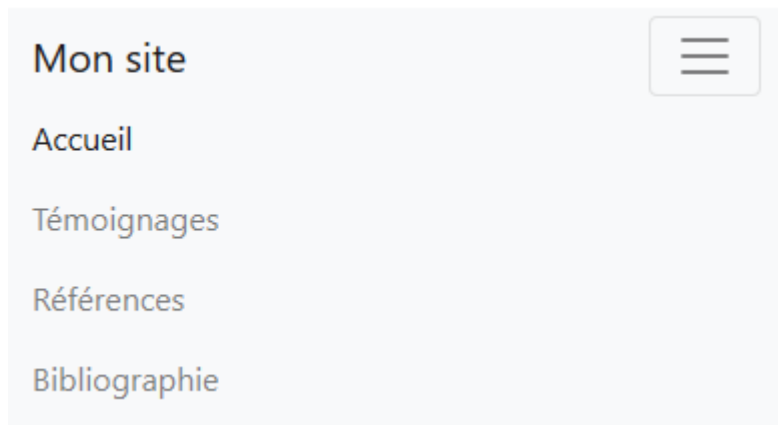 Mon site
Accueil
Témoignages
Références
Bibliographie